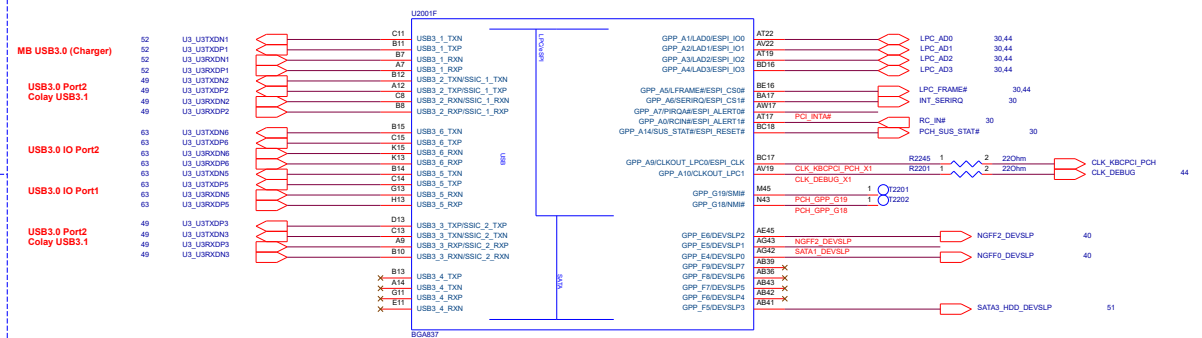 U2001F
MB USB3.0 (Charger)
52 U3_U3TXDN1 C11 USB3_1_TXN
52 U3_U3TXDP1 B11 USB3_1_TXP
52 U3_U3RXDN1 B7 USB3_1_RXN
52 U3_U3RXDP1 A7 USB3_1_RXP
USB3.0 Port2
Colay USB3.1
49 U3_U3TXDN2 B12 USB3_2_TXN/SSIC_1_TXN
49 U3_U3TXDP2 A12 USB3_2_TXP/SSIC_1_TXP
49 U3_U3RXDN2 C8 USB3_2_RXN/SSIC_1_RXN
49 U3_U3RXDP2 B8 USB3_2_RXP/SSIC_1_RXP
USB3.0 IO Port2
63 U3_U3TXDN6 B15 USB3_6_TXN
63 U3_U3TXDP6 C15 USB3_6_TXP
63 U3_U3RXDN6 K15 USB3_6_RXN
63 U3_U3RXDP6 K13 USB3_6_RXP
USB3.0 IO Port1
63 U3_U3TXDN5 B14 USB3_5_TXN
63 U3_U3TXDP5 C14 USB3_5_TXP
63 U3_U3RXDN5 G13 USB3_5_RXN
63 U3_U3RXDP5 H13 USB3_5_RXP
USB3.0 Port2
Colay USB3.1
49 U3_U3TXDP3 D13 USB3_3_TXP/SSIC_2_TXP
49 U3_U3TXDN3 C13 USB3_3_TXN/SSIC_2_TXN
49 U3_U3RXDP3 A9 USB3_3_RXP/SSIC_2_RXP
49 U3_U3RXDN3 B10 USB3_3_RXN/SSIC_2_RXN
B13 USB3_4_TXP
A14 USB3_4_TXN
G11 USB3_4_RXP
E11 USB3_4_RXN
BGA837
LPC/eSPI
USB
SATA
GPP_A1/LAD0/ESPI_IO0 AT22 LPC_AD0 30,44
GPP_A2/LAD1/ESPI_IO1 AV22 LPC_AD1 30,44
GPP_A3/LAD2/ESPI_IO2 AT19 LPC_AD2 30,44
GPP_A4/LAD3/ESPI_IO3 BD16 LPC_AD3 30,44
GPP_A5/LFRAME#/ESPI_CS0# BE16 LPC_FRAME# 30,44
GPP_A6/SERIRQ/ESPI_CS1# BA17 INT_SERIRQ 30
GPP_A7/PIRQA#/ESPI_ALERT0# AW17 PCI_INTA#
GPP_A0/RCIN#/ESPI_ALERT1# AT17 RC_IN# 30
GPP_A14/SUS_STAT#/ESPI_RESET# BC18 PCH_SUS_STAT# 30
GPP_A9/CLKOUT_LPC0/ESPI_CLK BC17 CLK_KBCPCI_PCH_X1 R2245 1 2 22Ohm CLK_KBCPCI_PCH
GPP_A10/CLKOUT_LPC1 AV19 CLK_DEBUG_X1 R2201 1 2 22Ohm CLK_DEBUG 44
GPP_G19/SMI# M45 PCH_GPP_G19 1 T2201
GPP_G18/NMI# N43 PCH_GPP_G18 1 T2202
GPP_E6/DEVSLP2 AE45 NGFF2_DEVSLP NGFF2_DEVSLP 40
GPP_E5/DEVSLP1 AG43 SATA1_DEVSLP
GPP_E4/DEVSLP0 AG42 NGFF0_DEVSLP 40
GPP_F9/DEVSLP7 AB39
GPP_F8/DEVSLP6 AB36
GPP_F7/DEVSLP5 AB43
GPP_F6/DEVSLP4 AB42
GPP_F5/DEVSLP3 AB41 SATA3_HDD_DEVSLP 51